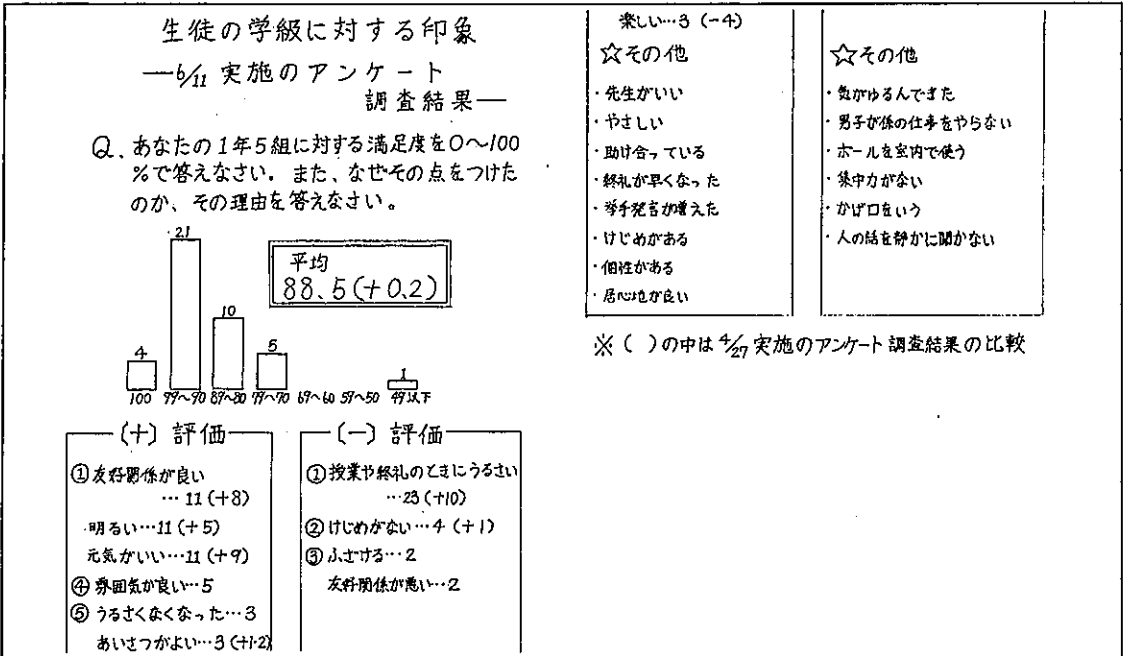 生徒の学級に対する印象
―6/11 実施のアンケート
調査結果―
Q、あなたの1年5組に対する満足度を0〜100
%で答えなさい。また、なぜその点をつけた
のか、その理由を答えなさい。
平均
88.5(+0.2)
4
21
10
5
1
100 99〜90 89〜80 79〜70 69〜60 59〜50 49以下
(+)評価
①友好関係が良い
…11(+8)
明るい…11(+5)
元気がいい…11(+9)
④雰囲気が良い…5
⑤うるさくなくなった…3
あいさつがよい…3
楽しい…3(-4)
☆その他
・先生がいい
・やさしい
・助け合っている
・終礼が早くなった
・挙手発言が増えた
・けじめがある
・個性がある
・居心地が良い
(-)評価
①授業や終礼のときにうるさい
…23(+10)
②けじめがない…4(+1)
③ふざける…2
友好関係が悪い…2
☆その他
・気がゆるんできた
・男子が係の仕事をやらない
・ボールを室内で使う
・集中力がない
・かげ口をいう
・人の話を静かに聞かない
※( )の中は4/27実施のアンケート調査結果の比較